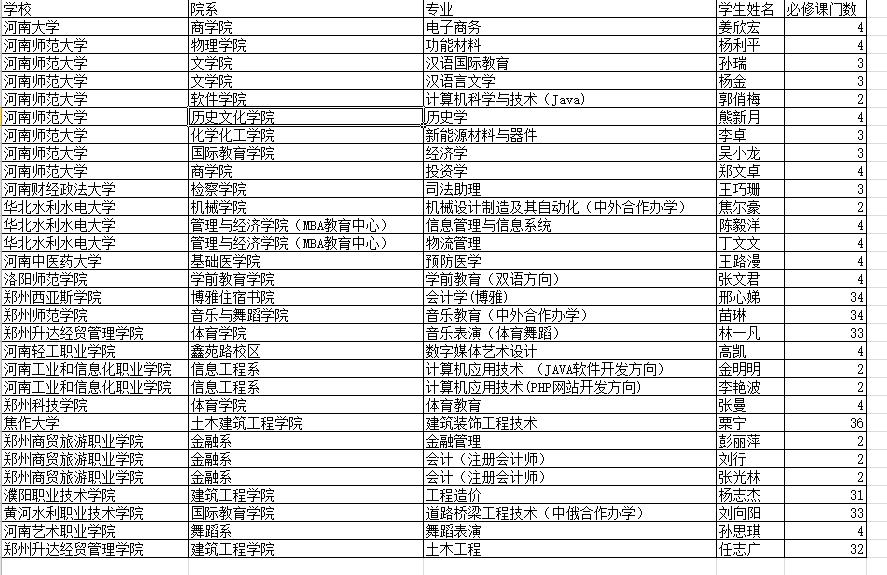 学校 院系 专业 学生姓名 必修课门数
河南大学 商学院 电子商务 姜欣宏 4
河南师范大学 物理学院 功能材料 杨利平 4
河南师范大学 文学院 汉语国际教育 孙瑞 3
河南师范大学 文学院 汉语言文学 杨金 3
河南师范大学 软件学院 计算机科学与技术（Java) 郭俏梅 2
河南师范大学 历史文化学院 历史学 熊新月 4
河南师范大学 化学化工学院 新能源材料与器件 李卓 3
河南师范大学 国际教育学院 经济学 吴小龙 3
河南师范大学 商学院 投资学 郑文卓 4
河南财经政法大学 检察学院 司法助理 王巧珊 3
华北水利水电大学 机械学院 机械设计制造及其自动化（中外合作办学） 焦尔豪 2
华北水利水电大学 管理与经济学院（MBA教育中心） 信息管理与信息系统 陈毅洋 4
华北水利水电大学 管理与经济学院（MBA教育中心） 物流管理 丁文文 4
河南中医药大学 基础医学院 预防医学 王路漫 4
洛阳师范学院 学前教育学院 学前教育（双语方向） 张文君 4
郑州西亚斯学院 博雅住宿书院 会计学(博雅) 邢心娣 34
郑州师范学院 音乐与舞蹈学院 音乐教育（中外合作办学） 苗琳 34
郑州升达经贸管理学院 体育学院 音乐表演（体育舞蹈） 林一凡 33
河南轻工职业学院 鑫苑路校区 数字媒体艺术设计 高凯 4
河南工业和信息化职业学院 信息工程系 计算机应用技术 （JAVA软件开发方向） 金明明 2
河南工业和信息化职业学院 信息工程系 计算机应用技术(PHP网站开发方向) 李艳波 2
郑州科技学院 体育学院 体育教育 张曼 4
焦作大学 土木建筑工程学院 建筑装饰工程技术 栗宁 36
郑州商贸旅游职业学院 金融系 金融管理 彭丽萍 2
郑州商贸旅游职业学院 金融系 会计（注册会计师） 刘行 2
郑州商贸旅游职业学院 金融系 会计（注册会计师） 张光林 2
濮阳职业技术学院 建筑工程学院 工程造价 杨志杰 31
黄河水利职业技术学院 国际教育学院 道路桥梁工程技术（中俄合作办学） 刘向阳 33
河南艺术职业学院 舞蹈系 舞蹈表演 孙思琪 4
郑州升达经贸管理学院 建筑工程学院 土木工程 任志广 32